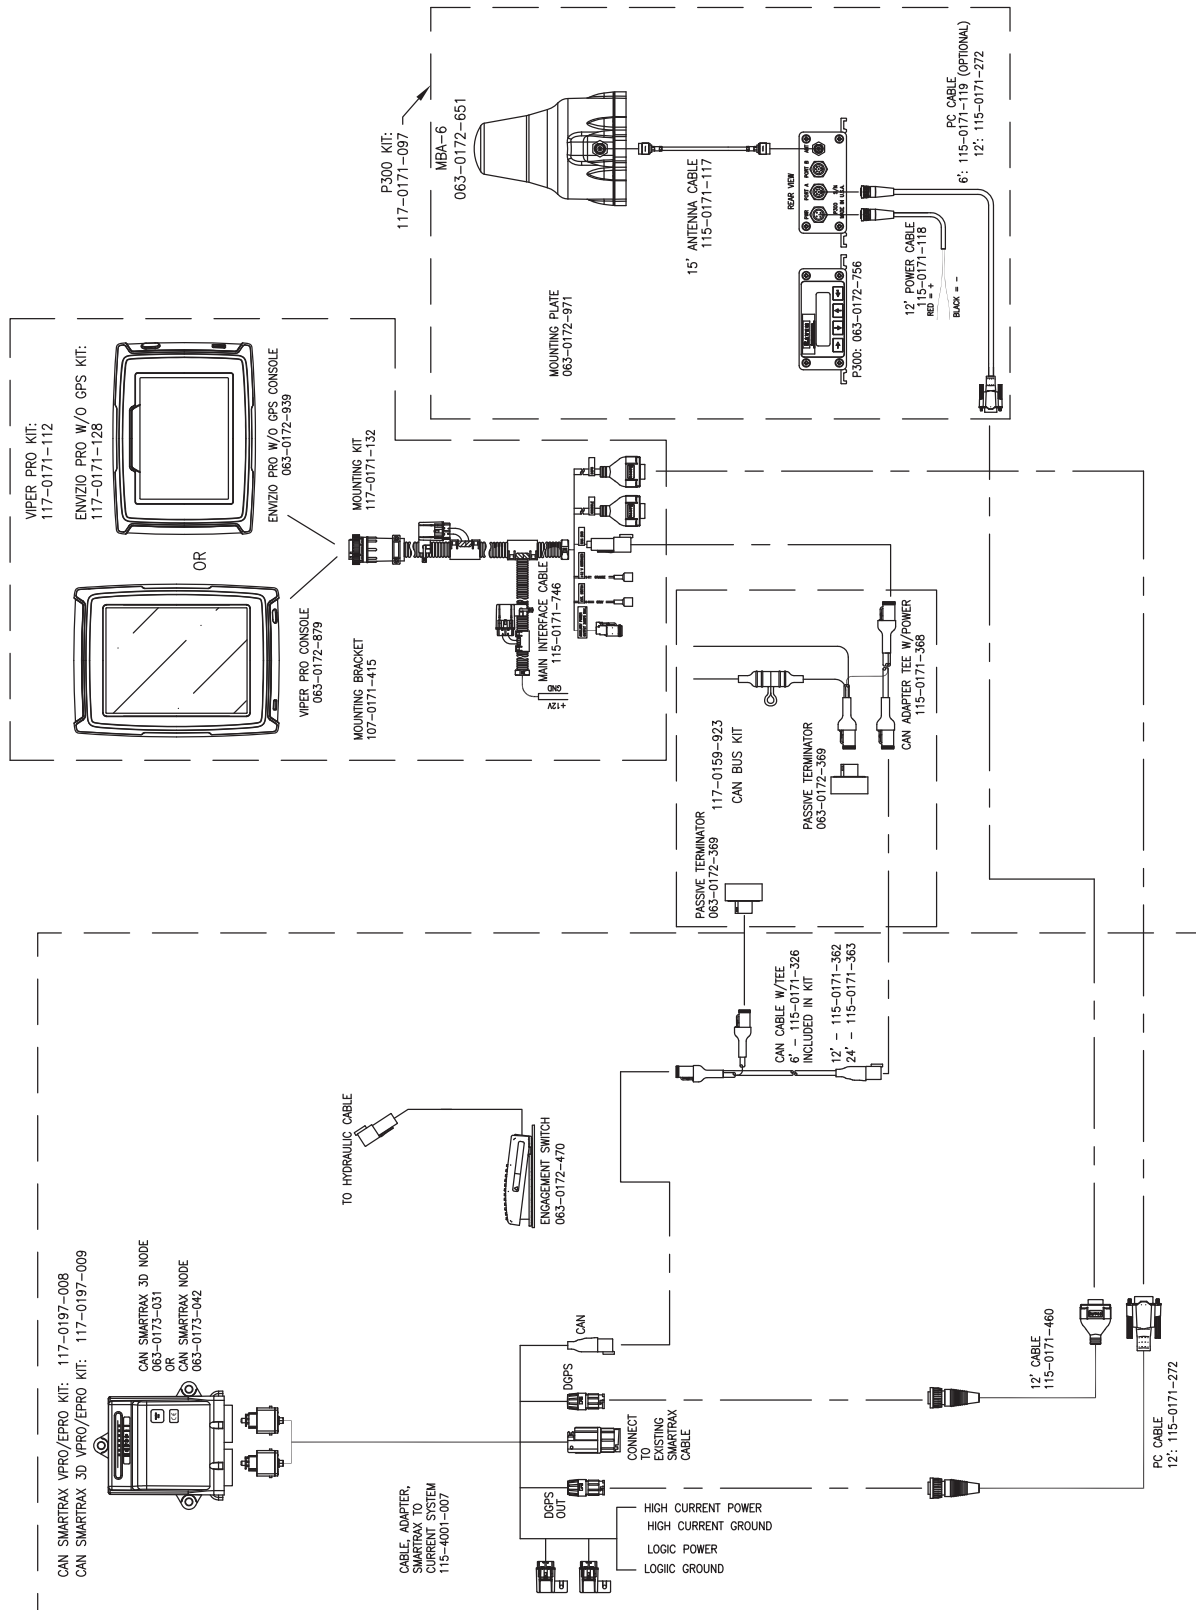 P300 KIT:
117-0171-097
MBA-6
063-0172-651
15' ANTENNA CABLE
115-0171-117
REAR VIEW
PWR
PORT A
PORT B
ANT
P300
S/N
MADE IN U.S.A
MOUNTING PLATE
063-0172-971
P300: 063-0172-756
12' POWER CABLE
115-0171-118
RED = +
BLACK = -
PC CABLE
6': 115-0171-119 (OPTIONAL)
12': 115-0171-272
VIPER PRO KIT:
117-0171-112
ENVIZIO PRO W/O GPS KIT:
117-0171-128
ENVIZIO PRO W/O GPS CONSOLE
063-0172-939
OR
VIPER PRO CONSOLE
063-0172-879
MOUNTING KIT
117-0171-132
MOUNTING BRACKET
107-0171-415
MAIN INTERFACE CABLE
115-0171-746
+12V
GND
117-0159-923
CAN BUS KIT
PASSIVE TERMINATOR
063-0172-369
PASSIVE TERMINATOR
063-0172-369
CAN ADAPTER TEE W/POWER
115-0171-368
CAN CABLE W/TEE
6' - 115-0171-326
INCLUDED IN KIT
12' - 115-0171-362
24' - 115-0171-363
CAN SMARTRAX VPRO/EPRO KIT: 117-0197-008
CAN SMARTRAX 3D VPRO/EPRO KIT: 117-0197-009
CAN SMARTRAX 3D NODE
063-0173-031
OR
CAN SMARTRAX NODE
063-0173-042
TO HYDRAULIC CABLE
ENGAGEMENT SWITCH
063-0172-470
CABLE, ADAPTER,
SMARTRAX TO
CURRENT SYSTEM
115-4001-007
CAN
DGPS
CONNECT
TO
EXISTING
SMARTRAX
CABLE
DGPS
OUT
HIGH CURRENT POWER
HIGH CURRENT GROUND
LOGIC POWER
LOGIIC GROUND
12' CABLE
115-0171-460
PC CABLE
12': 115-0171-272